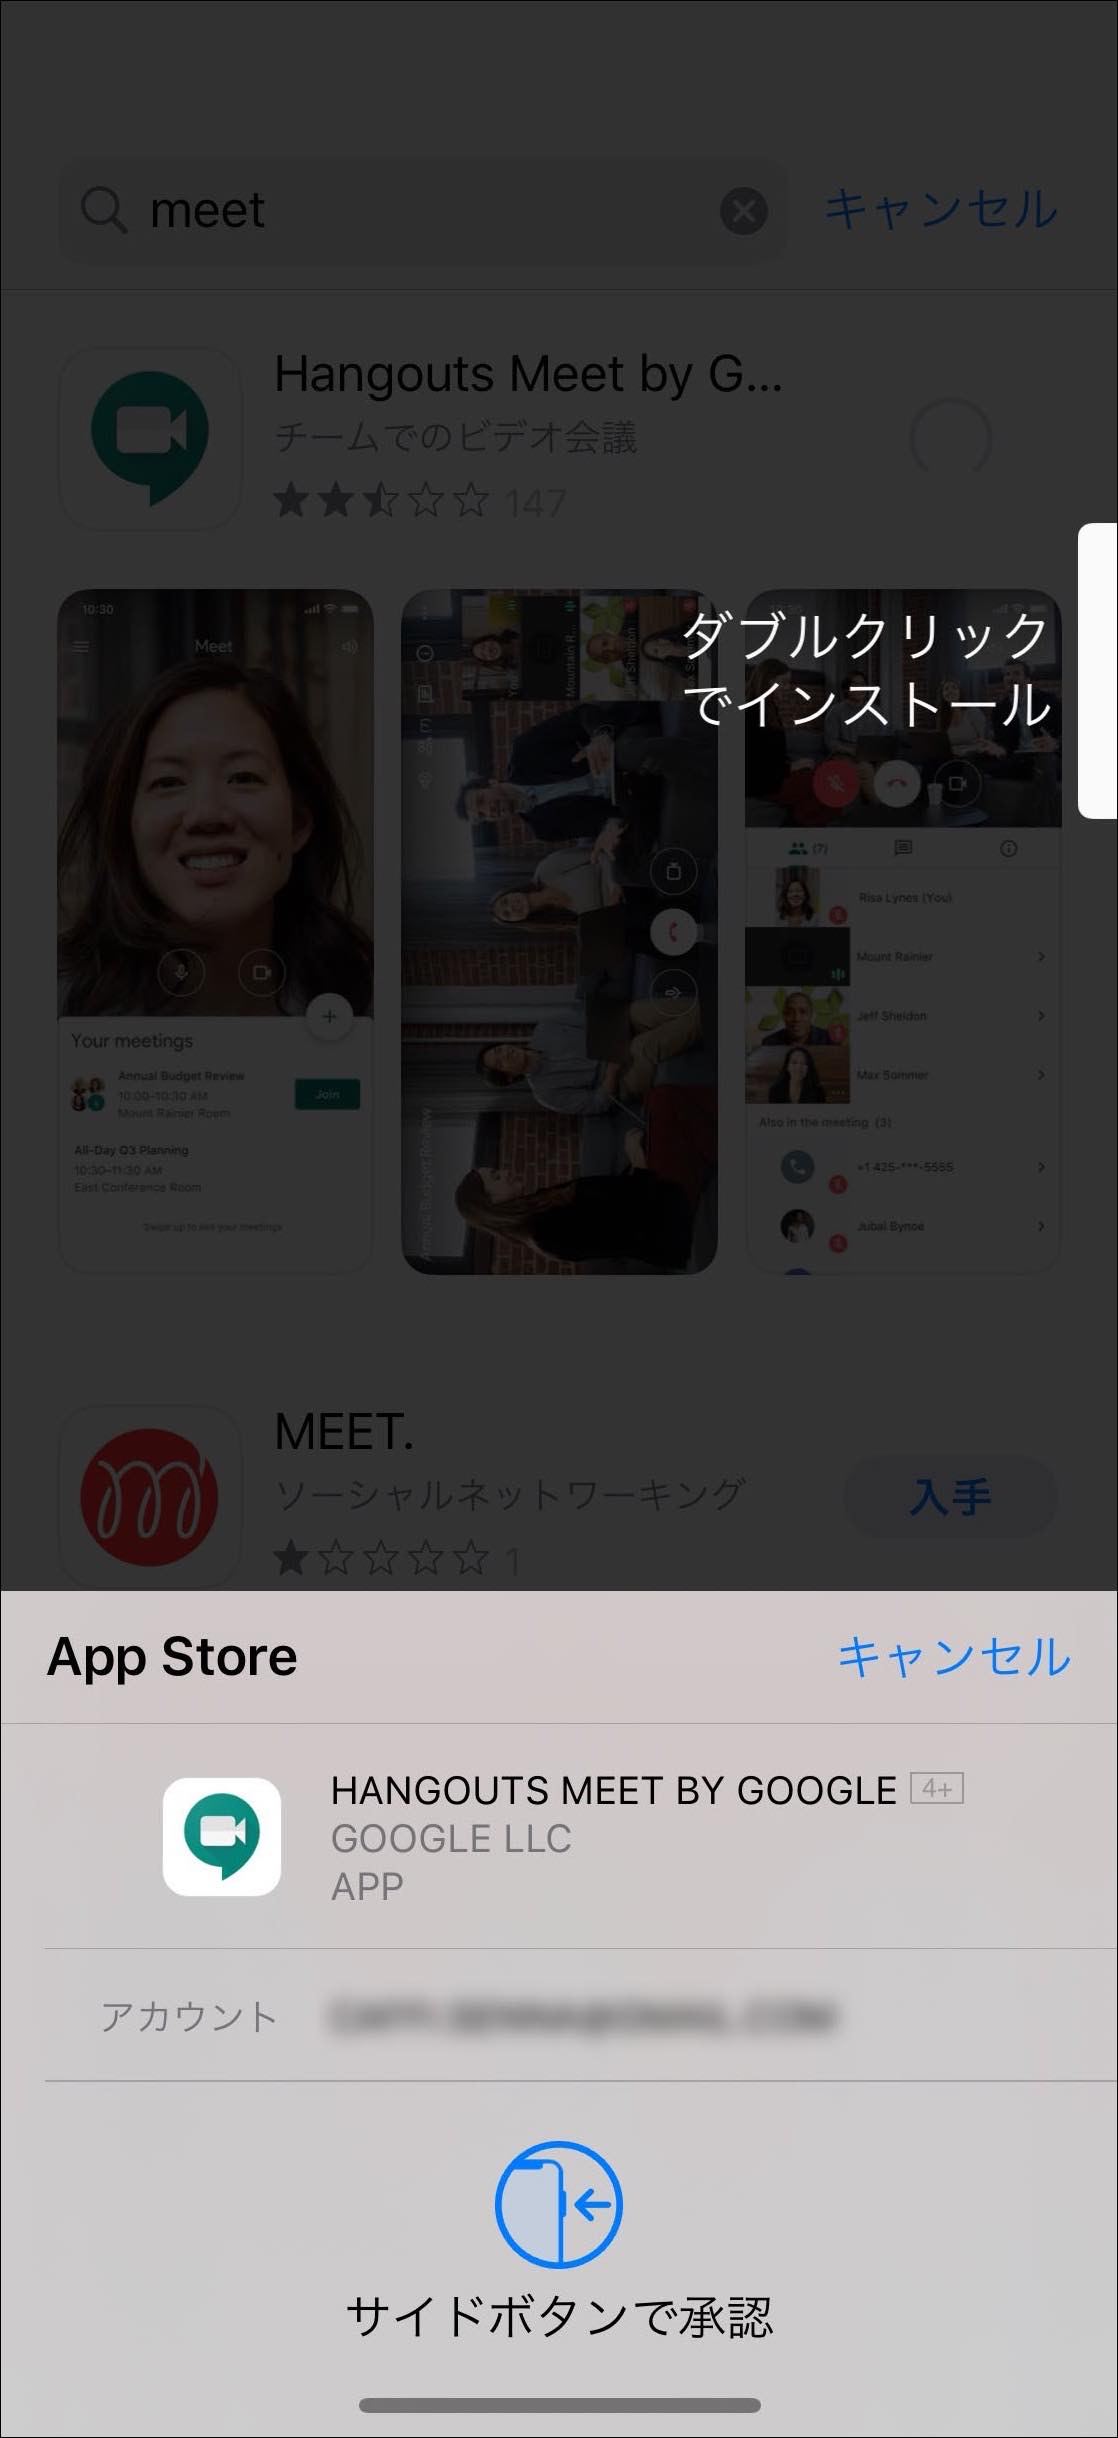 meet
キャンセル
Hangouts Meet by G...
チームでのビデオ会議
147
ダブルクリック
でインストール
10:30
Meet
Your meetings
Annual Budget Review
10:00–10:30 AM
Mount Rainier Room
Join
All-Day Q3 Planning
10:30–11:30 AM
East Conference Room
Swipe up to see your meetings
Annual Budget Review
(7)
Risa Lynes (You)
Mount Rainier
Jeff Sheldon
Max Sommer
Also in the meeting (3)
+1 425-***-5555
Jubal Bynoe
MEET.
ソーシャルネットワーキング
入手
1
App Store
キャンセル
HANGOUTS MEET BY GOOGLE 4+
GOOGLE LLC
APP
アカウント
サイドボタンで承認